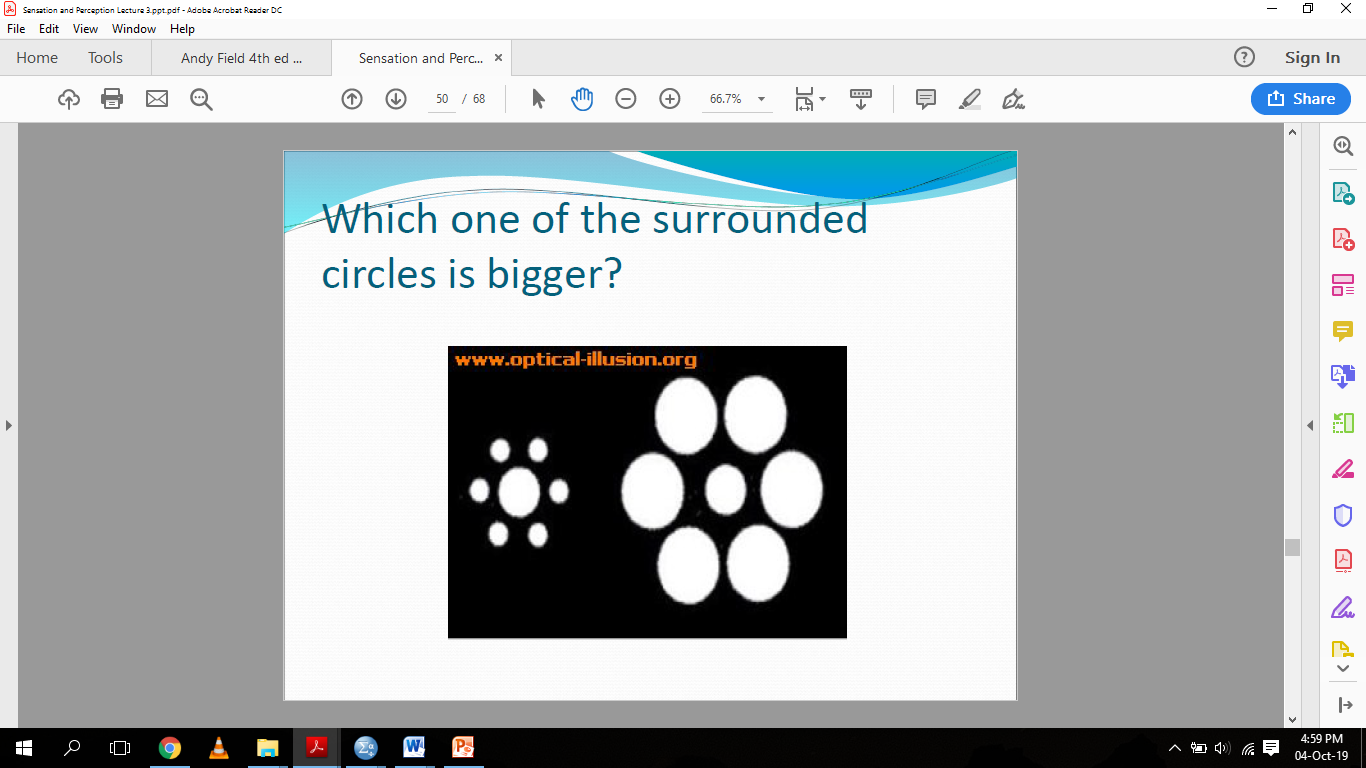 Sensation and Perception Lecture 3.ppt.pdf - Adobe Acrobat Reader DC
File Edit View Window Help
Home Tools Andy Field 4th ed ... Sensation and Perc... × Sign In
50 / 68 66.7% Share
Which one of the surrounded
circles is bigger?
www.optical-illusion.org
4:59 PM
04-Oct-19